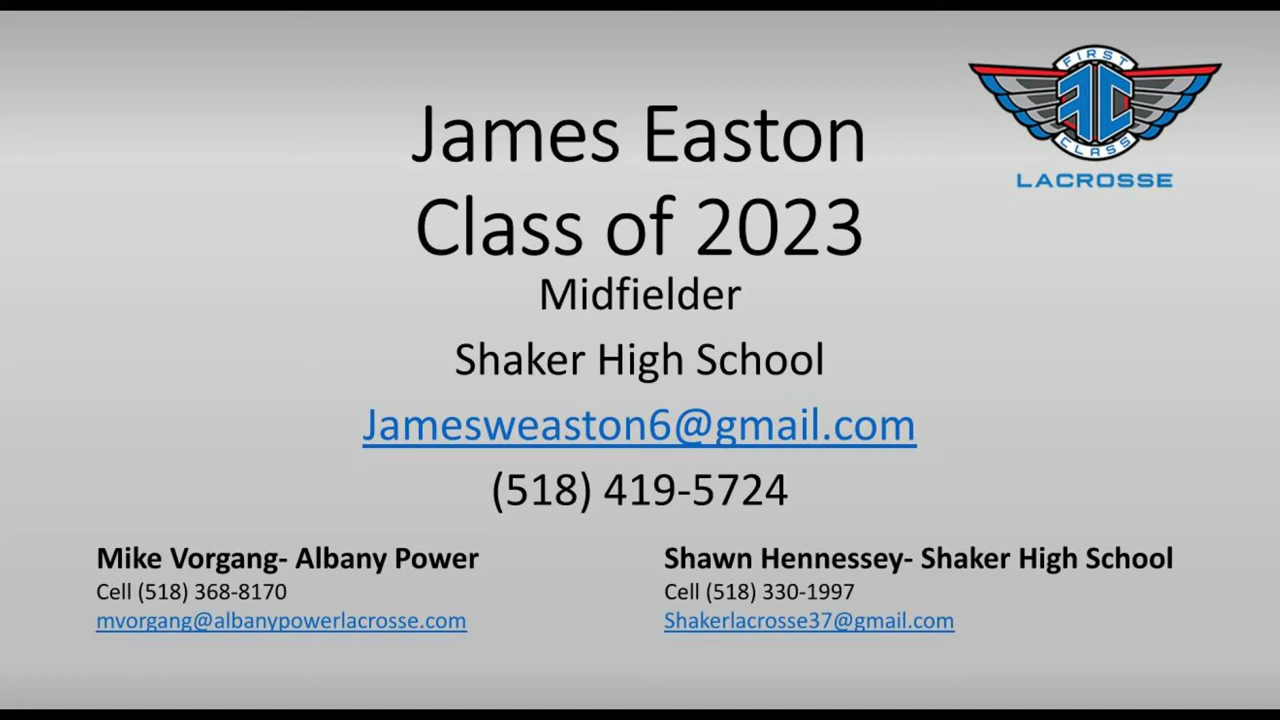 FIRST
FC
CLASS
LACROSSE
James Easton
Class of 2023
Midfielder
Shaker High School
Jamesweaston6@gmail.com
(518) 419-5724
Mike Vorgang- Albany Power
Cell (518) 368-8170
mvorgang@albanypowerlacrosse.com
Shawn Hennessey- Shaker High School
Cell (518) 330-1997
Shakerlacrosse37@gmail.com